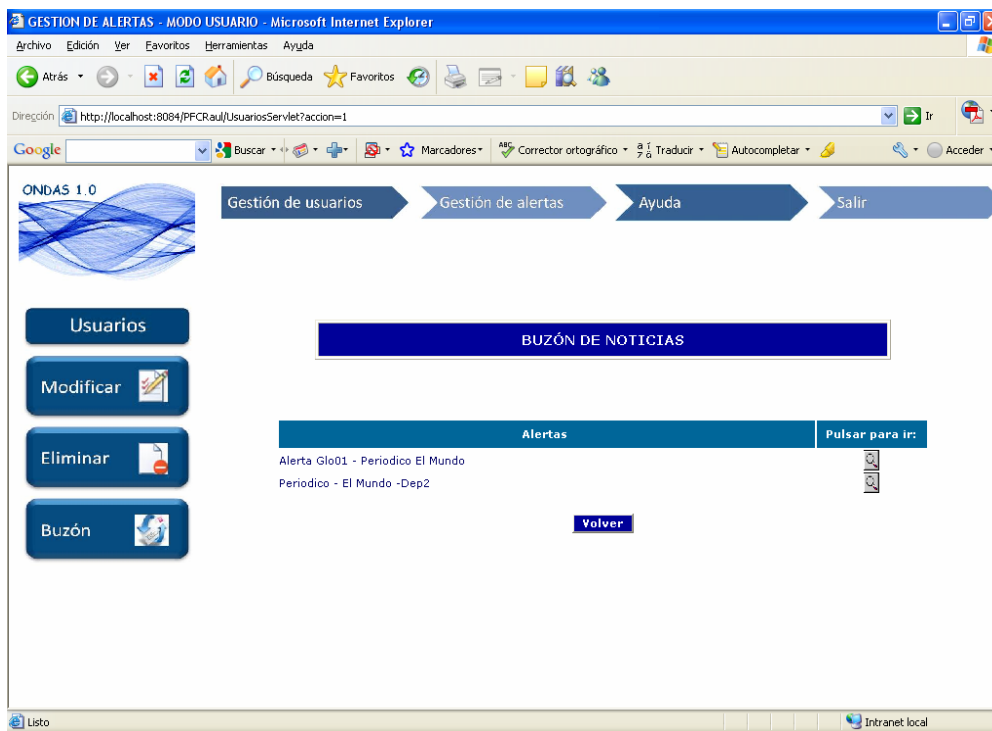 GESTION DE ALERTAS - MODO USUARIO - Microsoft Internet Explorer
Archivo Edición Ver Favoritos Herramientas Ayuda
Atrás Búsqueda Favoritos
Dirección http://localhost:8084/PFCRaul/UsuariosServlet?accion=1 Ir
Google Buscar Marcadores ABC Corrector ortográfico Traducir Autocompletar Acceder
ONDAS 1.0
Gestión de usuarios Gestión de alertas Ayuda Salir
Usuarios
BUZÓN DE NOTICIAS
Modificar
Alertas Pulsar para ir:
Eliminar
Alerta Glo01 - Periodico El Mundo
Periodico - El Mundo -Dep2
Volver
Buzón
Listo Intranet local